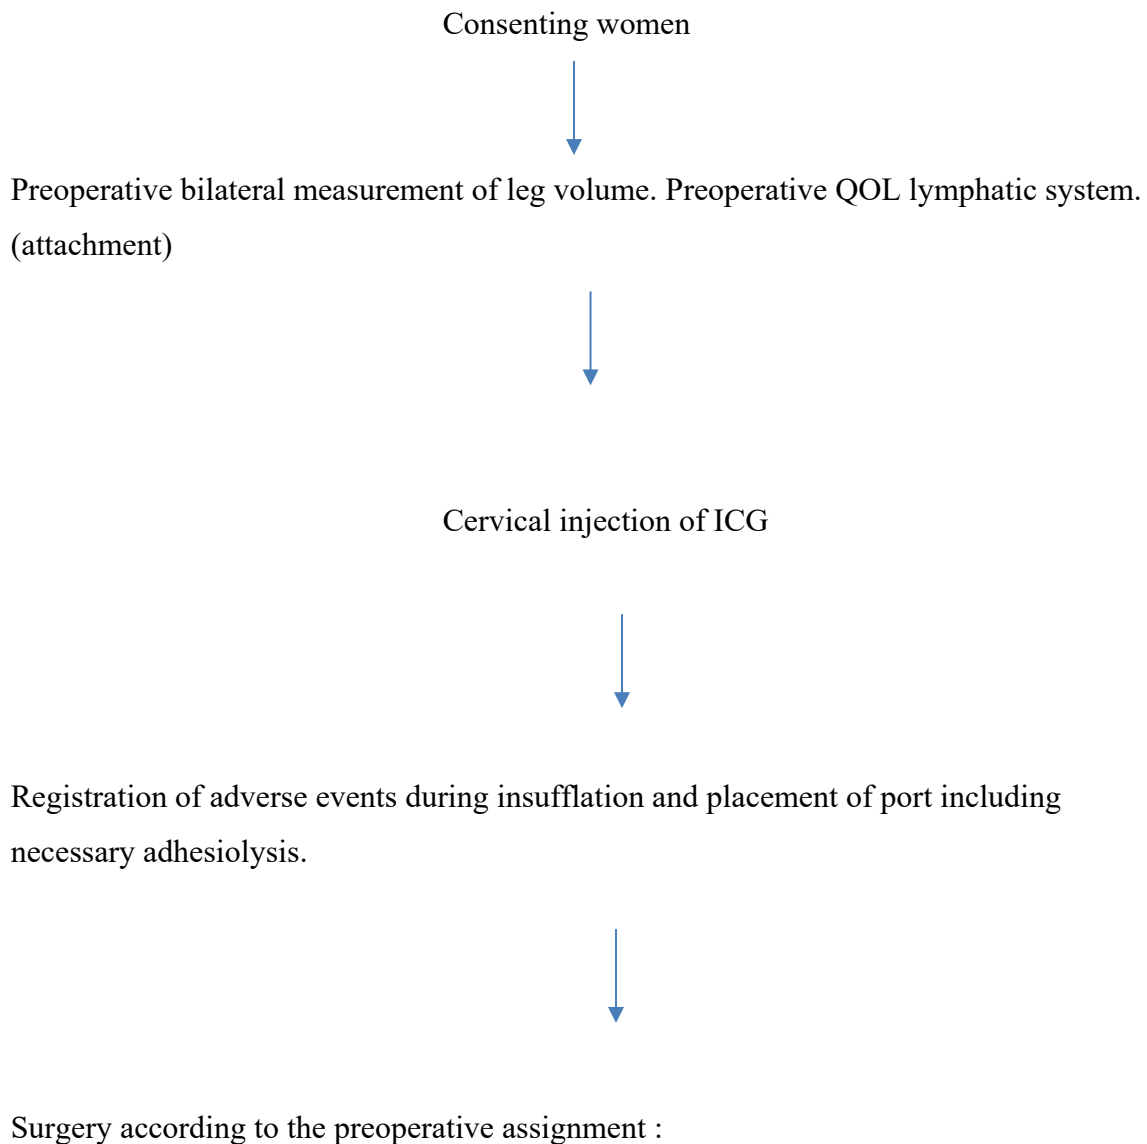 Consenting women
Preoperative bilateral measurement of leg volume. Preoperative QOL lymphatic system.
(attachment)
Cervical injection of ICG
Registration of adverse events during insufflation and placement of port including
necessary adhesiolysis.
Surgery according to the preoperative assignment :